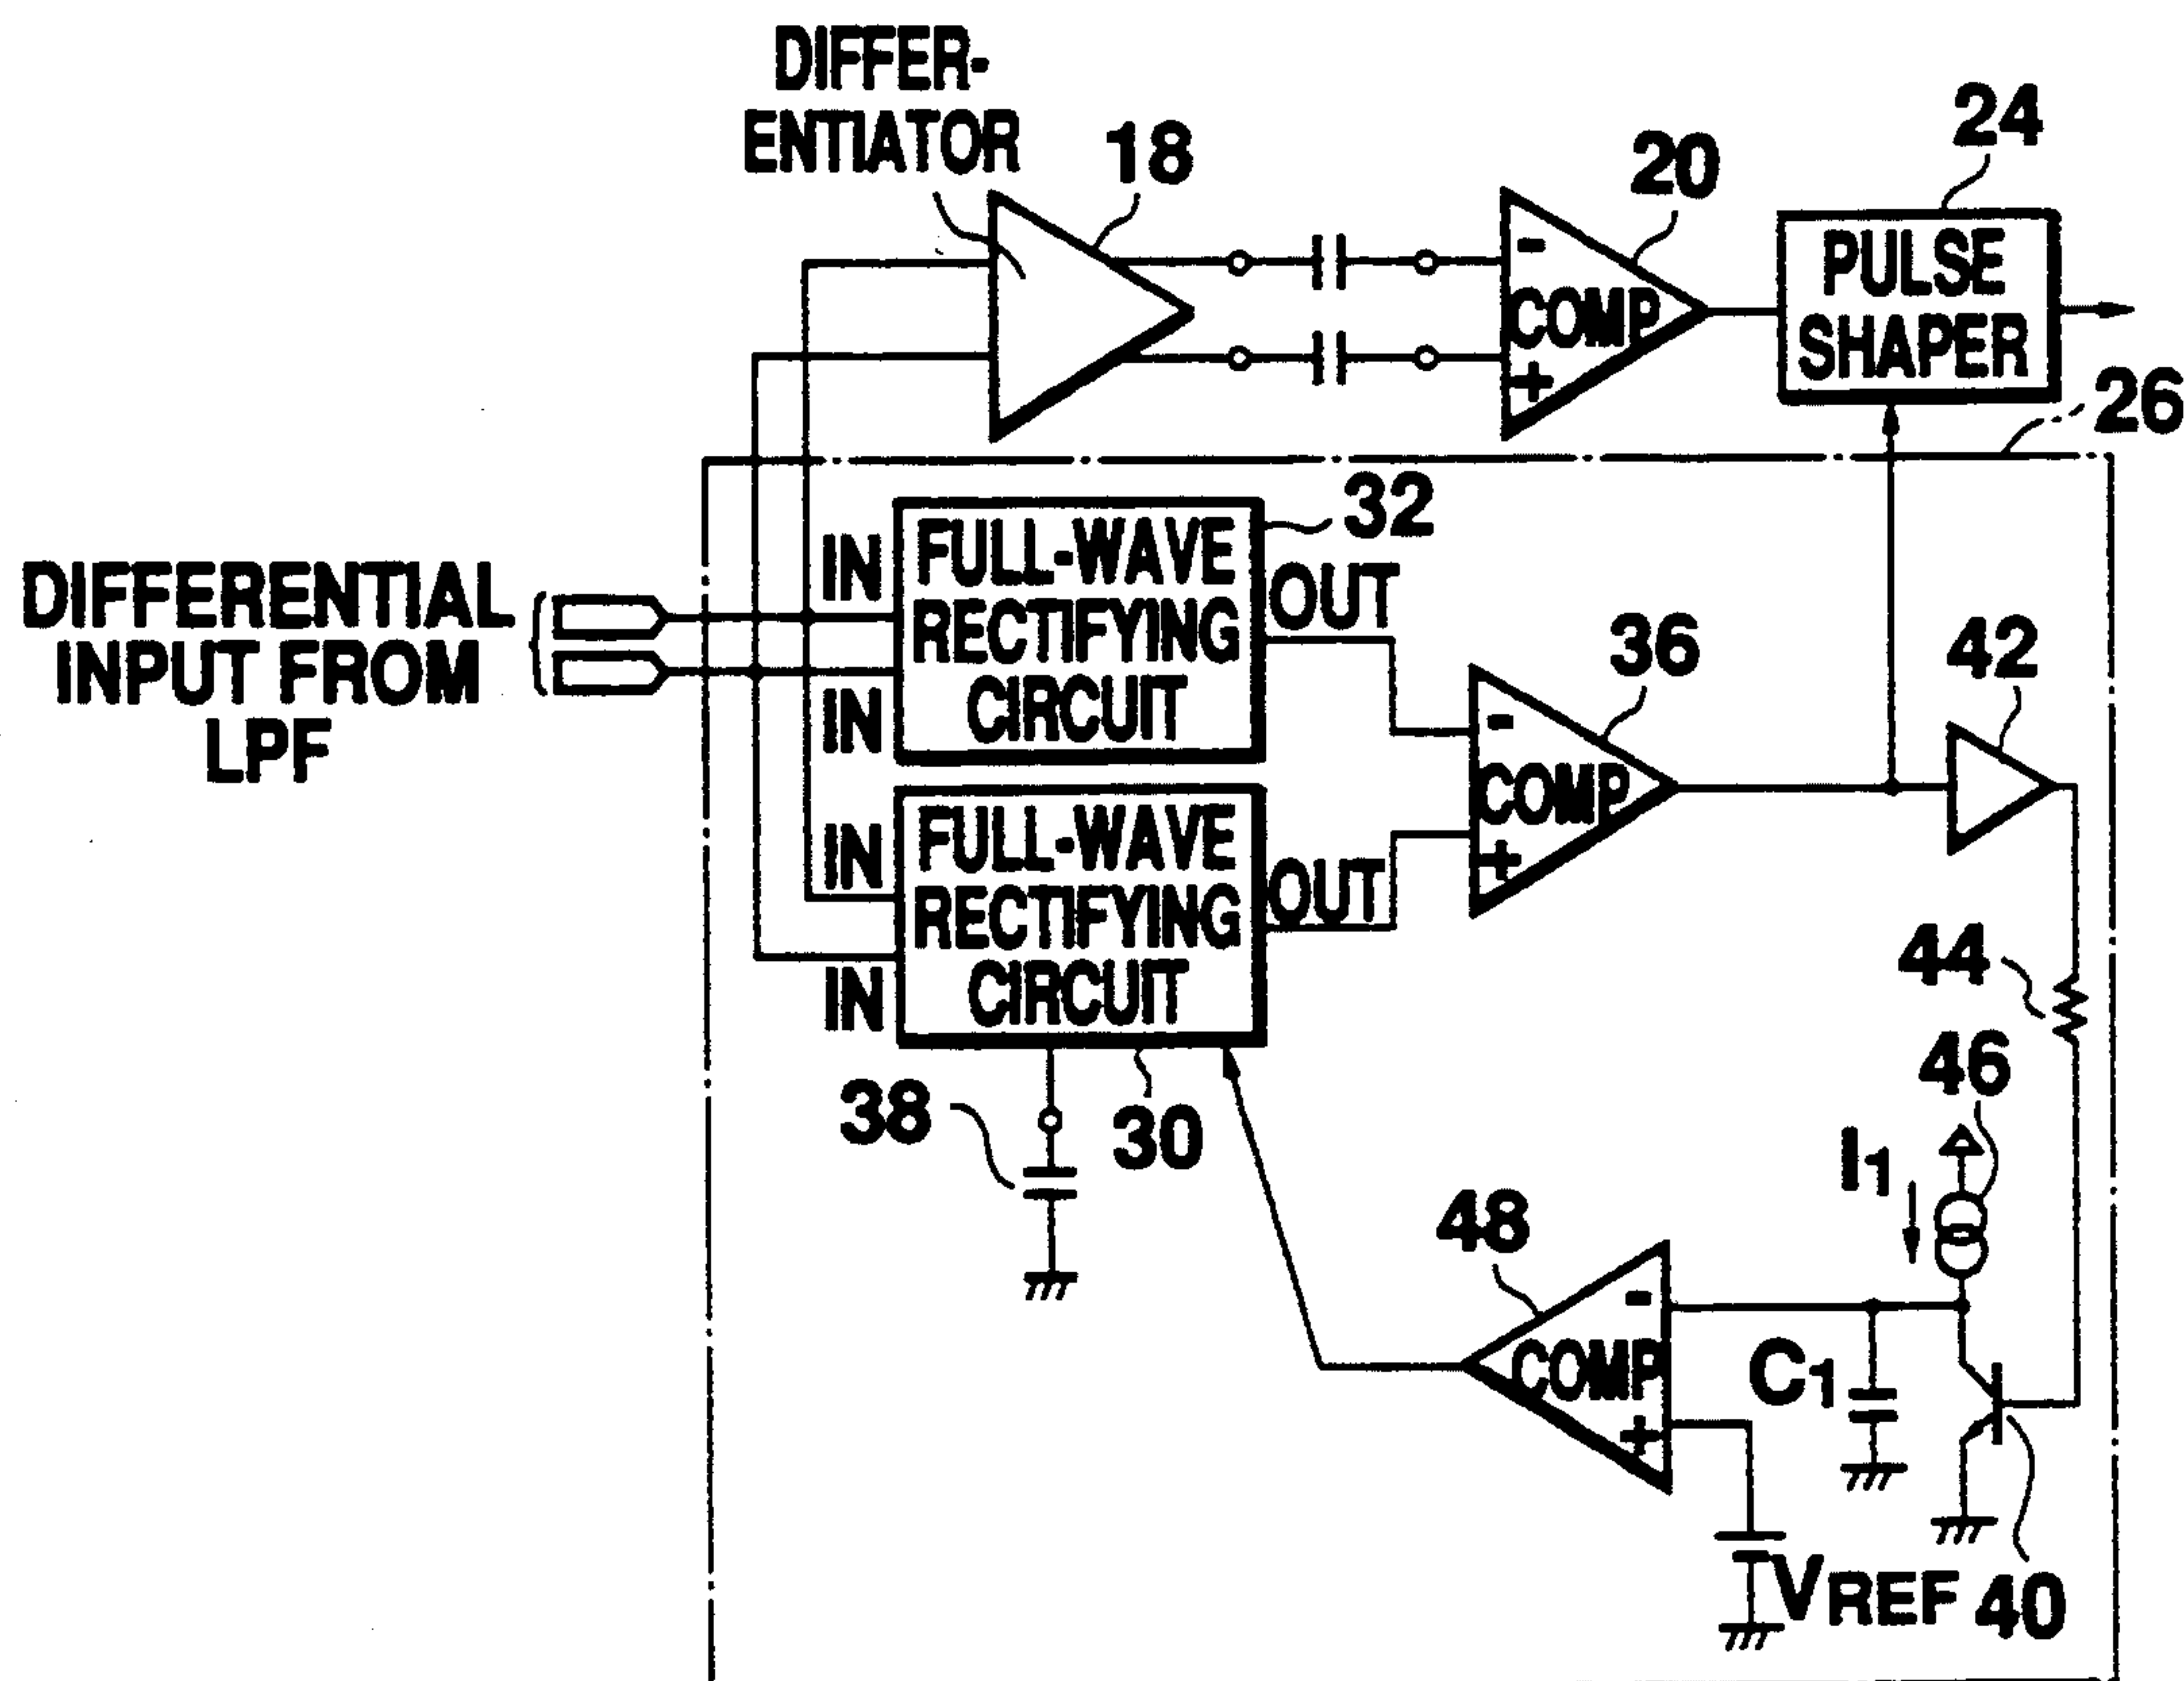 DIFFER-
ENTIATOR
18
20
24
- COMP +
PULSE
SHAPER
26
DIFFERENTIAL
INPUT FROM
LPF
IN
IN
FULL-WAVE
RECTIFYING
CIRCUIT
32
OUT
IN
IN
FULL-WAVE
RECTIFYING
CIRCUIT
30
OUT
- COMP +
36
42
38
44
46
I1
48
- COMP +
C1
VREF
40